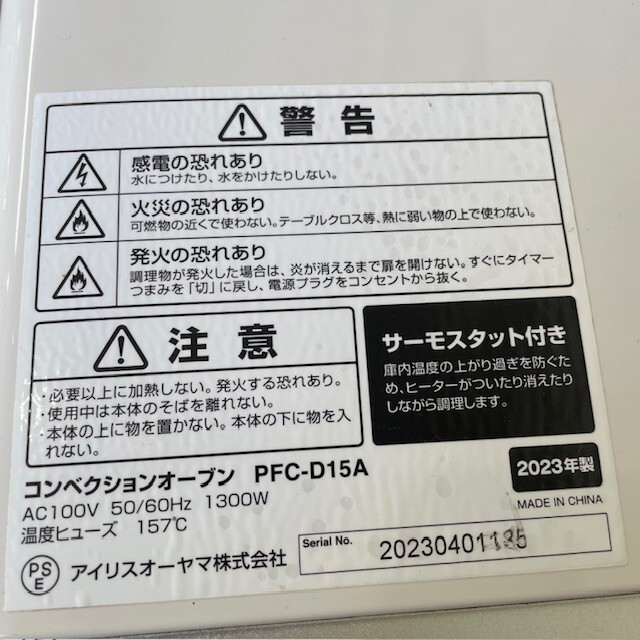 警告
感電の恐れあり
水につけたり、水をかけたりしない。
火災の恐れあり
可燃物の近くで使わない。テーブルクロス等、熱に弱い物の上で使わない。
発火の恐れあり
調理物が発火した場合は、炎が消えるまで扉を開けない。すぐにタイマー
つまみを「切」に戻し、電源プラグをコンセントから抜く。
注意
・必要以上に加熱しない。発火する恐れあり。
・使用中は本体のそばを離れない。
・本体の上に物を置かない。本体の下に物を入
れない。
サーモスタット付き
庫内温度の上がり過ぎを防ぐた
め、ヒーターがついたり消えたり
しながら調理します。
コンベクションオーブン PFC-D15A
2023年製
AC100V 50/60Hz 1300W
MADE IN CHINA
温度ヒューズ 157℃
PSE
アイリスオーヤマ株式会社
Serial No.